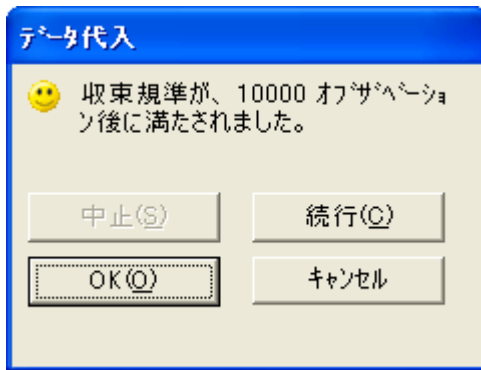 ﾃﾞｰﾀ代入
収束規準が、 10000 ｵﾌﾞｻﾞﾍﾞｰｼｮ
ﾝ後に満たされました。
中止(S)
続行(C)
OK(O)
ｷｬﾝｾﾙ